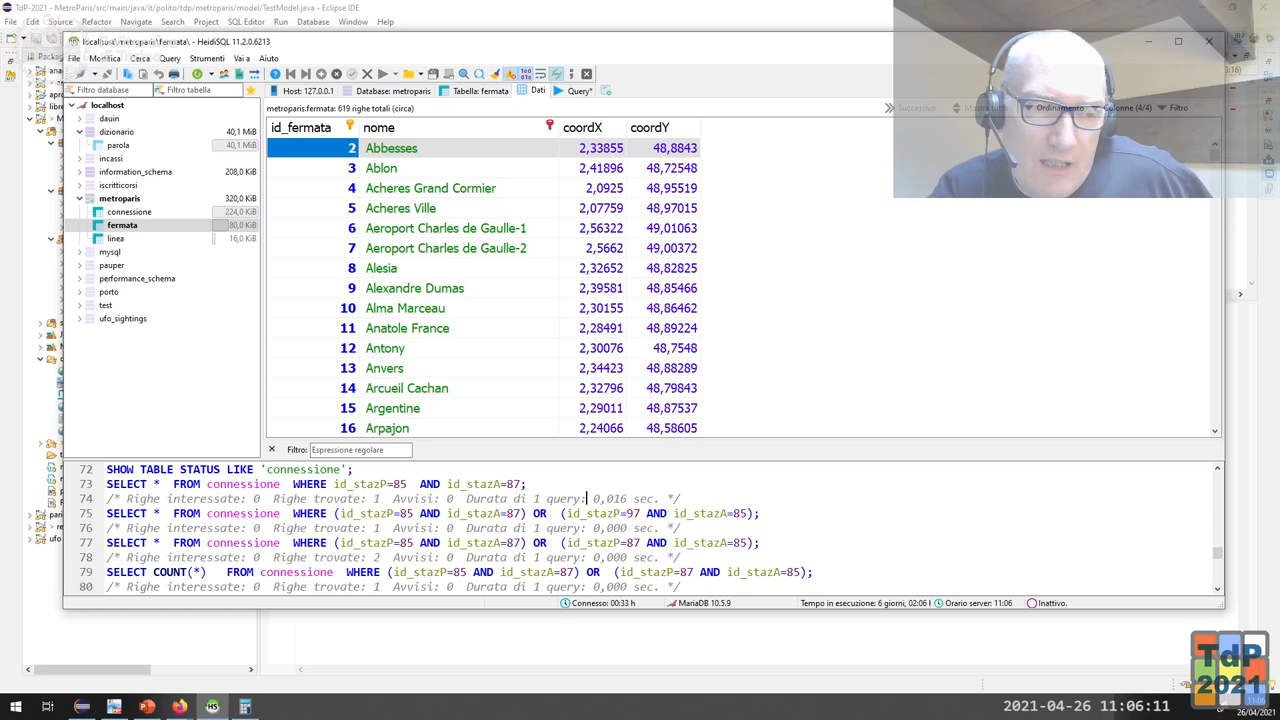 TdP-2021 - MetroParis/src/main/java/it/polito/tdp/metroparis/model/TestModel.java - Eclipse IDE
File Edit Source Refactor Navigate Search Project SQL Editor Run Database Window Help
localhost\metroparis\fermata\ - HeidiSQL 11.2.0.6213
File Modifica Cerca Query Strumenti Vai a Aiuto
Filtro database Filtro tabella
Host: 127.0.0.1 Database: metroparis Tabella: fermata Dati Query*
metroparis.fermata: 619 righe totali (circa)
Successivo Mostra tutti Ordinamento Colonne (4/4) Filtro
localhost
dauin
dizionario 40,1 MiB
parola 40,1 MiB
incassi
information_schema 208,0 KiB
iscritticorsi
metroparis 320,0 KiB
connessione 224,0 KiB
fermata 80,0 KiB
linea 16,0 KiB
mysql
pauper
performance_schema
porto
test
ufo_sightings
id_fermata nome coordX coordY
2 Abbesses 2,33855 48,8843
3 Ablon 2,41896 48,72548
4 Acheres Grand Cormier 2,0925 48,95519
5 Acheres Ville 2,07759 48,97015
6 Aeroport Charles de Gaulle-1 2,56322 49,01063
7 Aeroport Charles de Gaulle-2 2,5662 49,00372
8 Alesia 2,32652 48,82825
9 Alexandre Dumas 2,39581 48,85466
10 Alma Marceau 2,30155 48,86462
11 Anatole France 2,28491 48,89224
12 Antony 2,30076 48,7548
13 Anvers 2,34423 48,88289
14 Arcueil Cachan 2,32796 48,79843
15 Argentine 2,29011 48,87537
16 Arpajon 2,24066 48,58605
Filtro: Espressione regolare
72 SHOW TABLE STATUS LIKE 'connessione';
73 SELECT * FROM connessione WHERE id_stazP=85 AND id_stazA=87;
74 /* Righe interessate: 0 Righe trovate: 1 Avvisi: 0 Durata di 1 query: 0,016 sec. */
75 SELECT * FROM connessione WHERE (id_stazP=85 AND id_stazA=87) OR (id_stazP=97 AND id_stazA=85);
76 /* Righe interessate: 0 Righe trovate: 1 Avvisi: 0 Durata di 1 query: 0,000 sec. */
77 SELECT * FROM connessione WHERE (id_stazP=85 AND id_stazA=87) OR (id_stazP=87 AND id_stazA=85);
78 /* Righe interessate: 0 Righe trovate: 2 Avvisi: 0 Durata di 1 query: 0,000 sec. */
79 SELECT COUNT(*) FROM connessione WHERE (id_stazP=85 AND id_stazA=87) OR (id_stazP=87 AND id_stazA=85);
80 /* Righe interessate: 0 Righe trovate: 1 Avvisi: 0 Durata di 1 query: 0,000 sec. */
Connesso: 00:33 h MariaDB 10.5.9 Tempo in esecuzione: 6 giorni, 02:06 h Orario server: 11:06 Inattivo.
TdP
2021
2021-04-26 11:06:11
26/04/2021